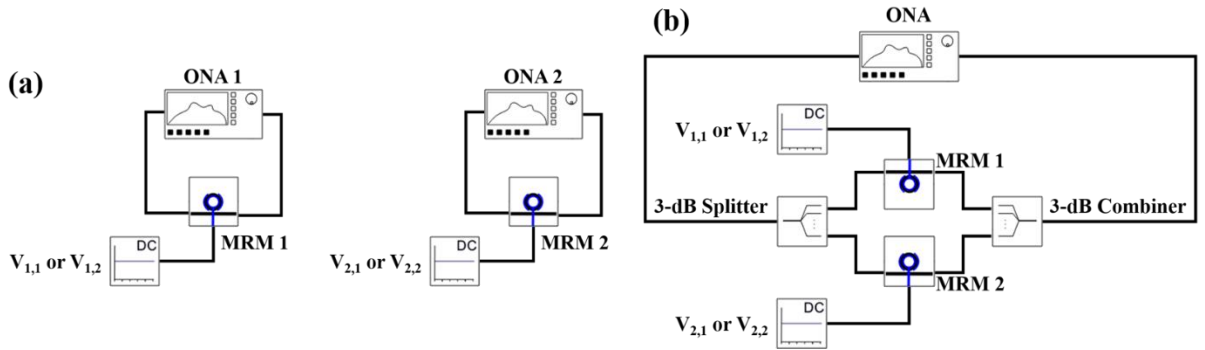 (a)
ONA 1
DC
MRM 1
V1,1 or V1,2
ONA 2
DC
MRM 2
V2,1 or V2,2
(b)
ONA
DC
V1,1 or V1,2
MRM 1
3-dB Splitter
3-dB Combiner
MRM 2
DC
V2,1 or V2,2